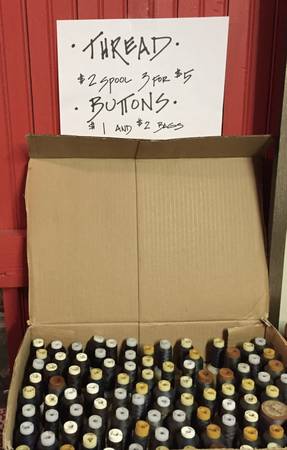 · THREAD ·
$2 SPOOL 3 FOR $5
· BUTTONS ·
$1 AND $2 BAGS